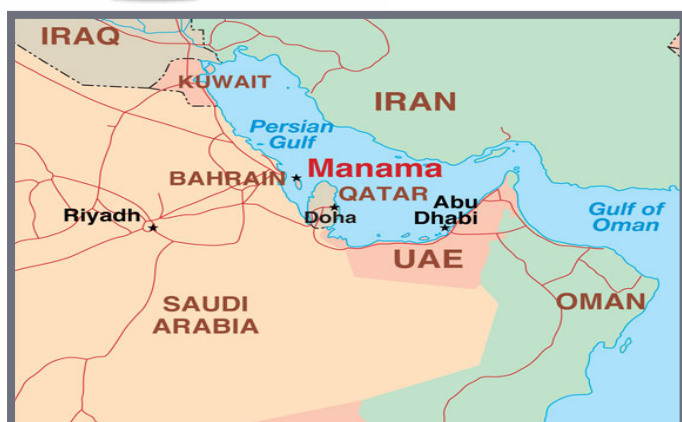 IRAQ
KUWAIT
IRAN
Persian
Gulf
BAHRAIN
Manama
QATAR
Riyadh
Doha
Abu
Dhabi
Gulf of
Oman
UAE
SAUDI
ARABIA
OMAN